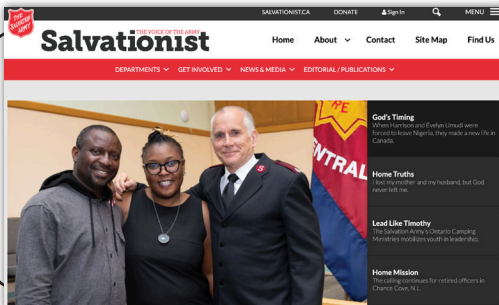 SALVATIONIST.CA DONATE Sign In MENU
THE SALVATION ARMY
THE VOICE OF THE ARMY
Salvationist
Home About Contact Site Map Find Us
DEPARTMENTS GET INVOLVED NEWS & MEDIA EDITORIAL / PUBLICATIONS
God's Timing
When Harrison and Evelyn Umudi were
forced to leave Nigeria, they made a new life in
Canada.
Home Truths
I lost my mother and my husband, but God
never left me.
Lead Like Timothy
The Salvation Army's Ontario Camping
Ministries mobilizes youth in leadership.
Home Mission
The calling continues for retired officers in
Chance Cove, N.L.
RE
NTRAL
S